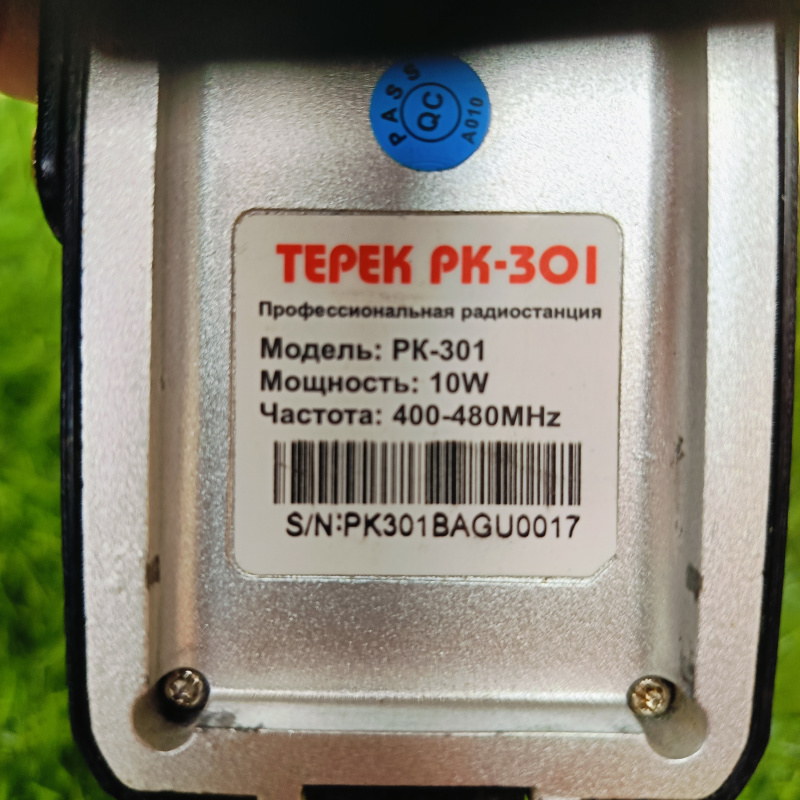 PASS
QC
A010
ТЕРЕК РК-301
Профессиональная радиостанция
Модель: РК-301
Мощность: 10W
Частота: 400-480MHz
S/N:PK301BAGU0017